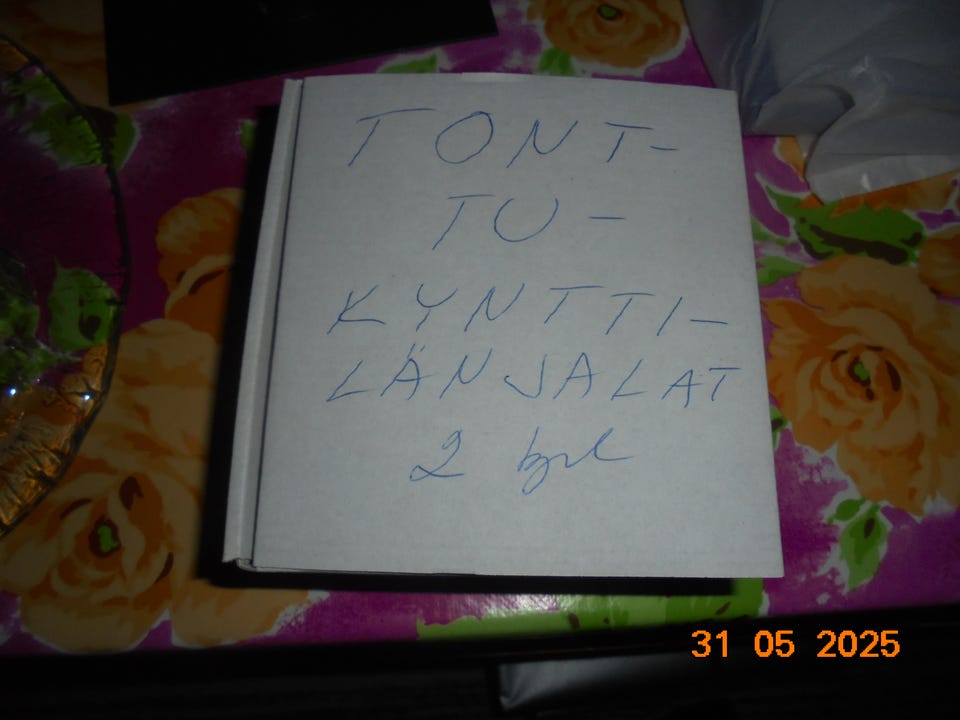 TONT-
TU-
KYNTTI-
LÄNJALAT
2 kpl
31 05 2025